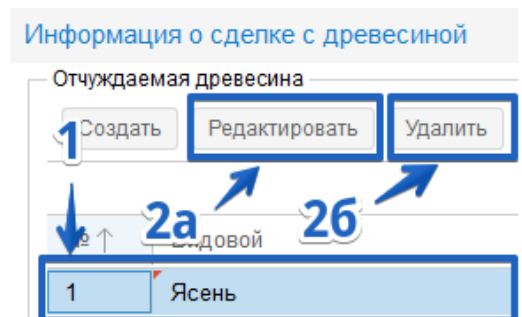 Информация о сделке с древесиной
Отчуждаемая древесина
Создать Редактировать Удалить
1
2а 2б
№ ↑ Видовой
1 Ясень